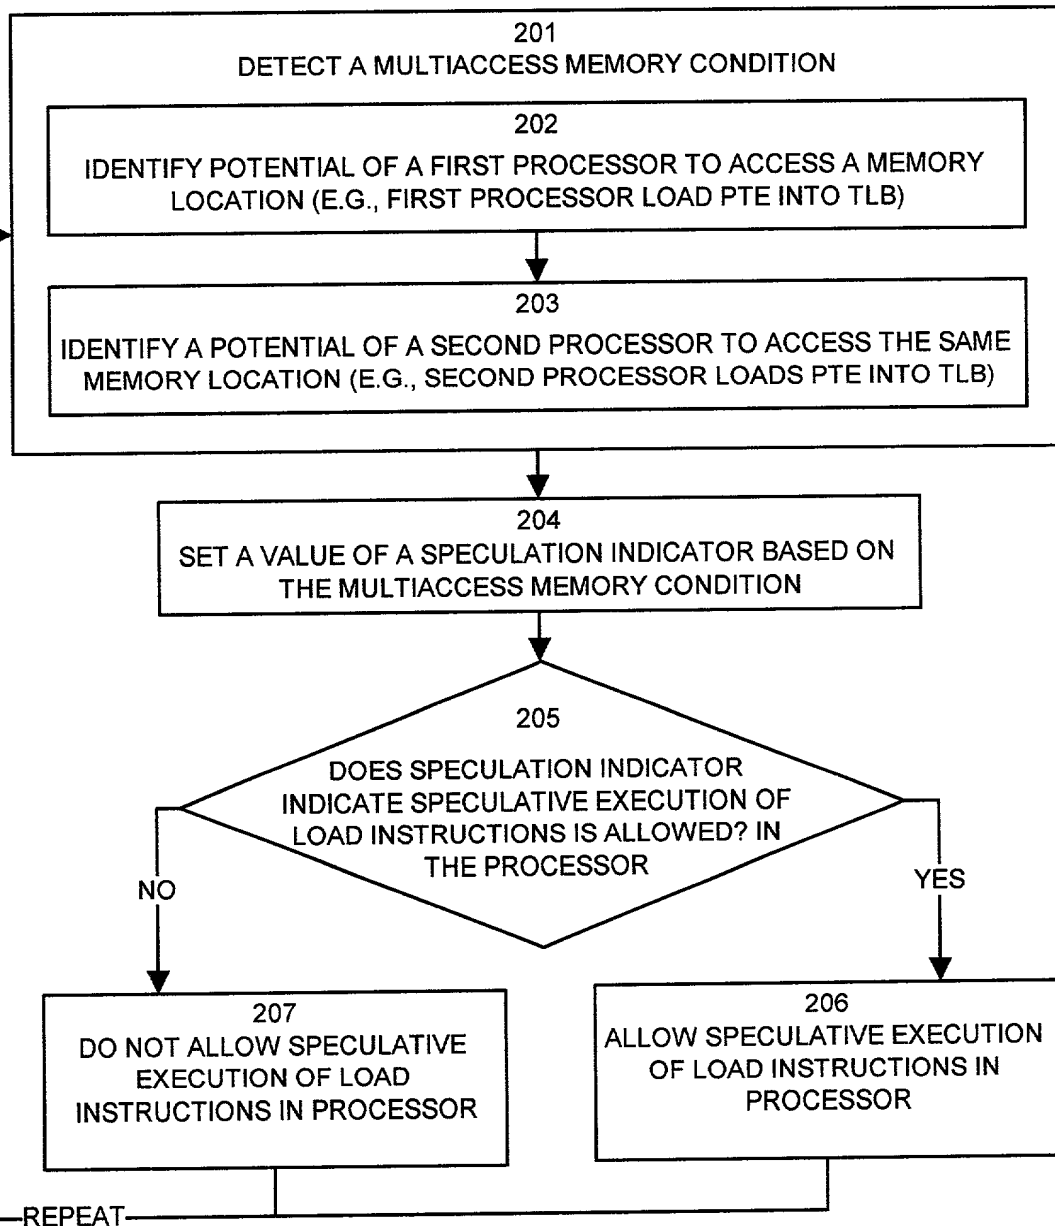 201
DETECT A MULTIACCESS MEMORY CONDITION
202
IDENTIFY POTENTIAL OF A FIRST PROCESSOR TO ACCESS A MEMORY
LOCATION (E.G., FIRST PROCESSOR LOAD PTE INTO TLB)
203
IDENTIFY A POTENTIAL OF A SECOND PROCESSOR TO ACCESS THE SAME
MEMORY LOCATION (E.G., SECOND PROCESSOR LOADS PTE INTO TLB)
204
SET A VALUE OF A SPECULATION INDICATOR BASED ON
THE MULTIACCESS MEMORY CONDITION
205
DOES SPECULATION INDICATOR
INDICATE SPECULATIVE EXECUTION OF
LOAD INSTRUCTIONS IS ALLOWED? IN
THE PROCESSOR
NO
YES
207
DO NOT ALLOW SPECULATIVE
EXECUTION OF LOAD
INSTRUCTIONS IN PROCESSOR
206
ALLOW SPECULATIVE EXECUTION
OF LOAD INSTRUCTIONS IN
PROCESSOR
REPEAT